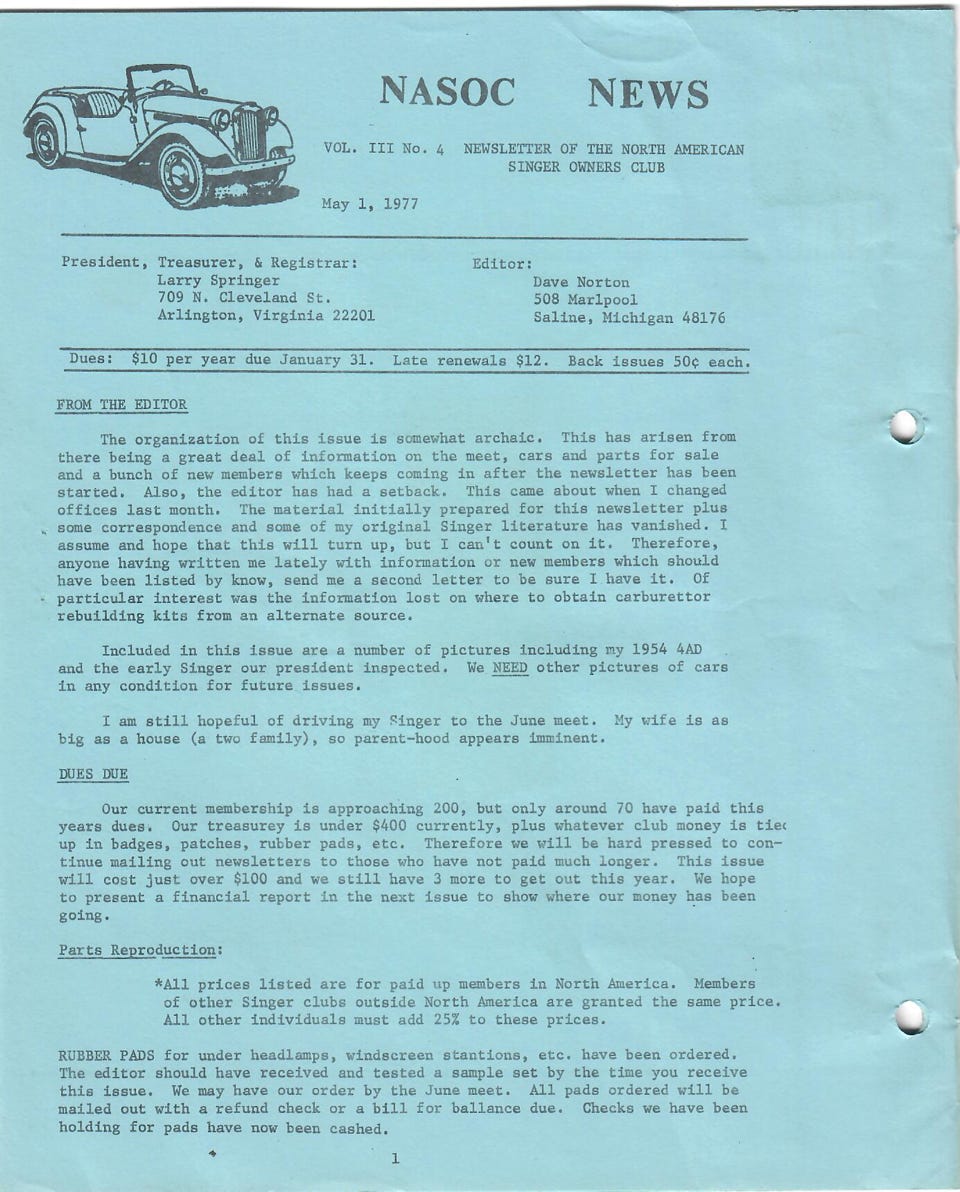 NASOC NEWS
VOL. III No. 4 NEWSLETTER OF THE NORTH AMERICAN
SINGER OWNERS CLUB
May 1, 1977
President, Treasurer, & Registrar:
Larry Springer
709 N. Cleveland St.
Arlington, Virginia 22201
Editor:
Dave Norton
508 Marlpool
Saline, Michigan 48176
Dues: $10 per year due January 31. Late renewals $12. Back issues 50¢ each.
FROM THE EDITOR
The organization of this issue is somewhat archaic. This has arisen from
there being a great deal of information on the meet, cars and parts for sale
and a bunch of new members which keeps coming in after the newsletter has been
started. Also, the editor has had a setback. This came about when I changed
offices last month. The material initially prepared for this newsletter plus
some correspondence and some of my original Singer literature has vanished. I
assume and hope that this will turn up, but I can't count on it. Therefore,
anyone having written me lately with information or new members which should
have been listed by know, send me a second letter to be sure I have it. Of
particular interest was the information lost on where to obtain carburettor
rebuilding kits from an alternate source.
Included in this issue are a number of pictures including my 1954 4AD
and the early Singer our president inspected. We NEED other pictures of cars
in any condition for future issues.
I am still hopeful of driving my Singer to the June meet. My wife is as
big as a house (a two family), so parent-hood appears imminent.
DUES DUE
Our current membership is approaching 200, but only around 70 have paid this
years dues. Our treasurey is under $400 currently, plus whatever club money is tied
up in badges, patches, rubber pads, etc. Therefore we will be hard pressed to con-
tinue mailing out newsletters to those who have not paid much longer. This issue
will cost just over $100 and we still have 3 more to get out this year. We hope
to present a financial report in the next issue to show where our money has been
going.
Parts Reproduction:
*All prices listed are for paid up members in North America. Members
of other Singer clubs outside North America are granted the same price.
All other individuals must add 25% to these prices.
RUBBER PADS for under headlamps, windscreen stantions, etc. have been ordered.
The editor should have received and tested a sample set by the time you receive
this issue. We may have our order by the June meet. All pads ordered will be
mailed out with a refund check or a bill for ballance due. Checks we have been
holding for pads have now been cashed.
1